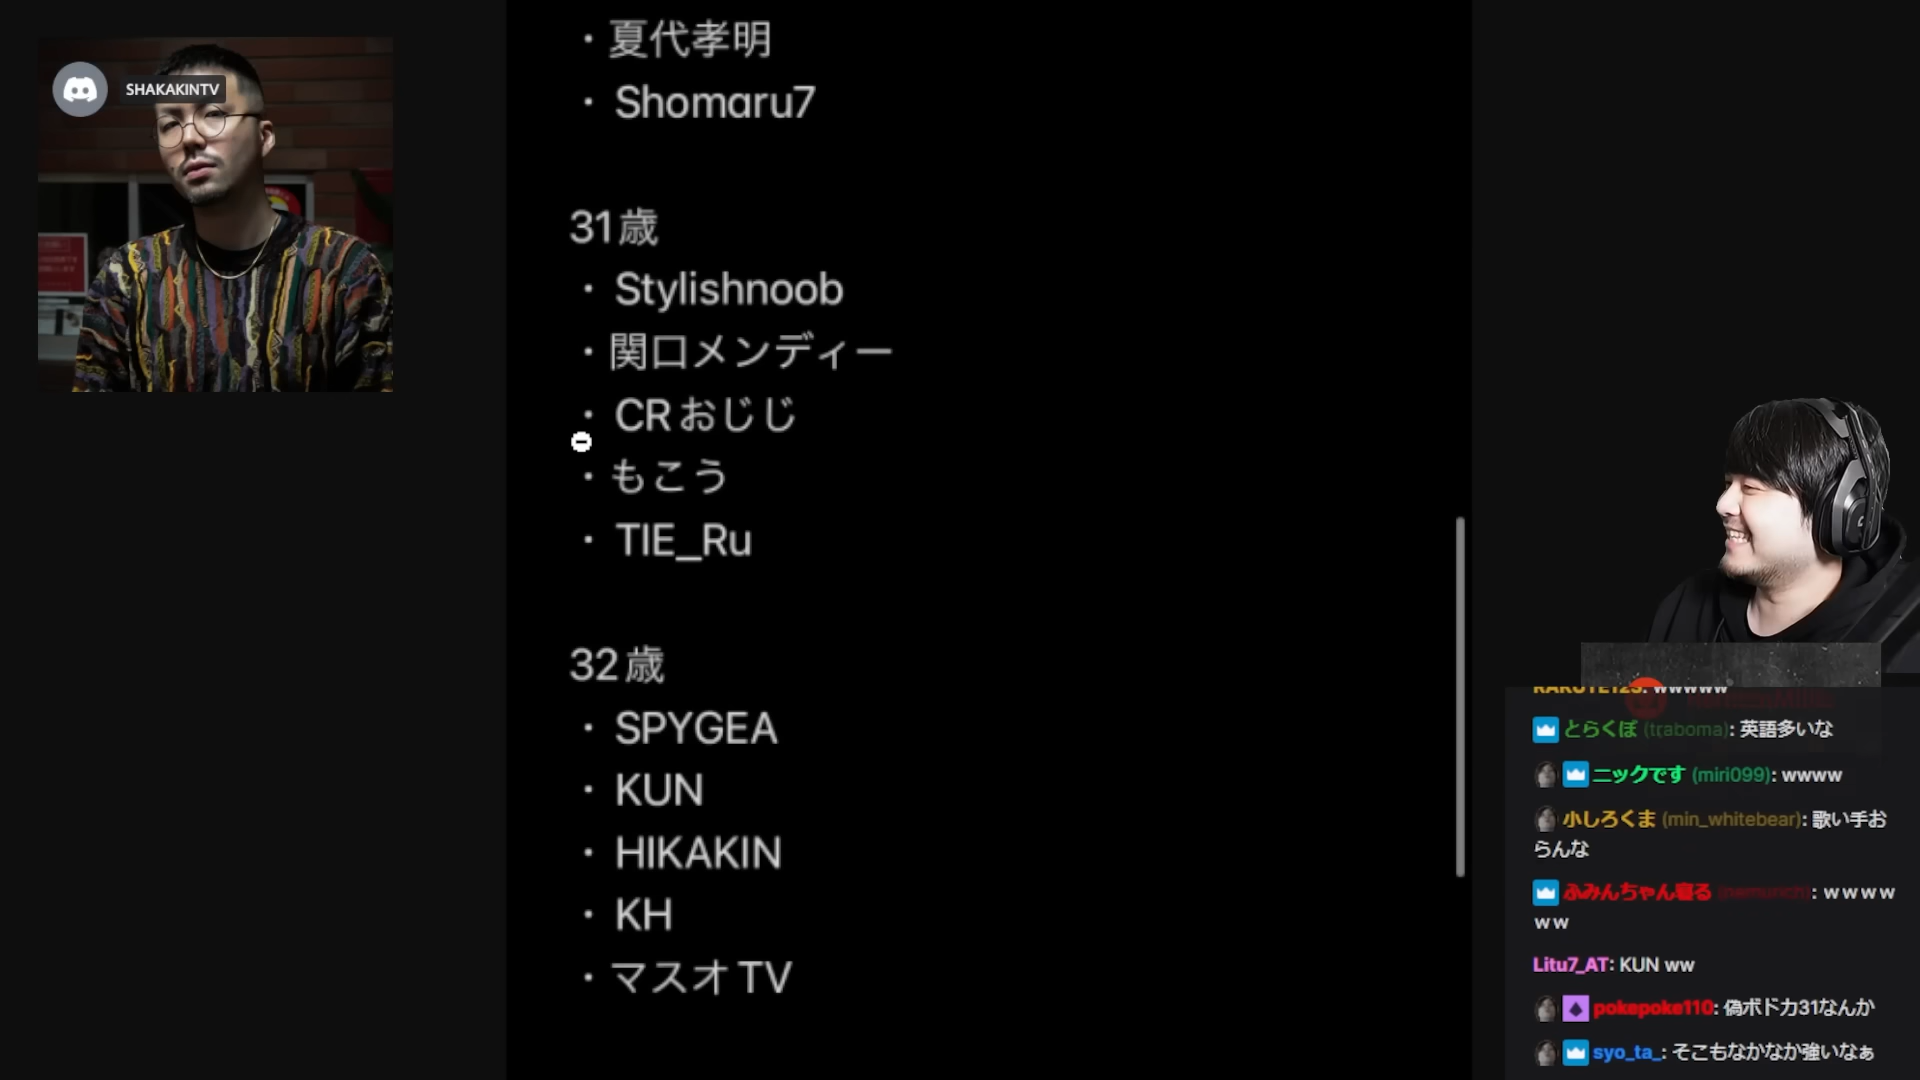 SHAKAKINTV
・夏代孝明
・Shomaru7
31歳
・Stylishnoob
・関口メンディー
・CRおじじ
・もこう
・TIE_Ru
32歳
・SPYGEA
・KUN
・HIKAKIN
・KH
・マスオTV
RAKUTE123: wwwww
とらくぼ (traboma): 英語多いな
ニックです (miri099): wwww
小しろくま (min_whitebear): 歌い手お
らんな
ふみんちゃん寝る : ｗｗｗｗ
ｗｗ
Litu7_AT: KUN ww
pokepoke110: 偽ボドカ31なんか
syo_ta_: そこもなかなか強いなぁ